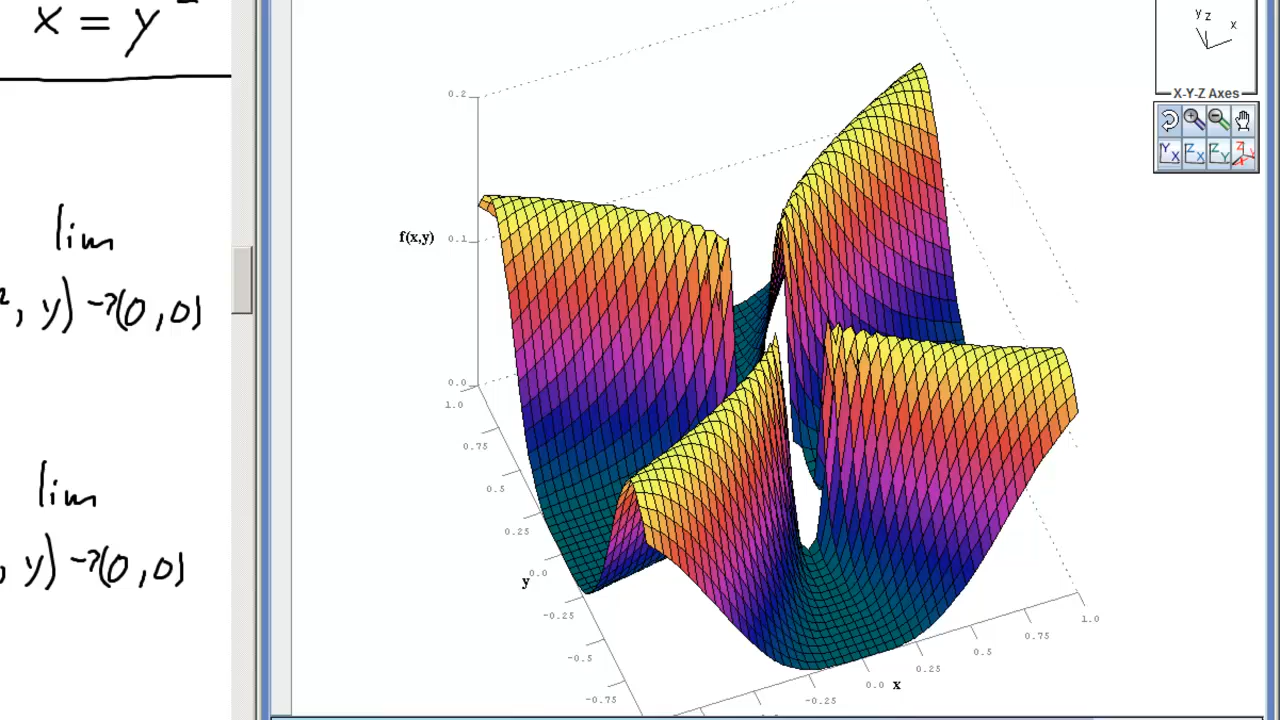 x = y²
lim
², y) → (0,0)
lim
, y) → (0,0)
0.2
f(x,y)
0.1
0.0
1.0
0.75
0.5
0.25
0.0
y
-0.25
-0.5
-0.75
-0.25
0.0
x
0.25
0.5
0.75
1.0
y z x
X-Y-Z Axes
Y X
Z X
Z Y